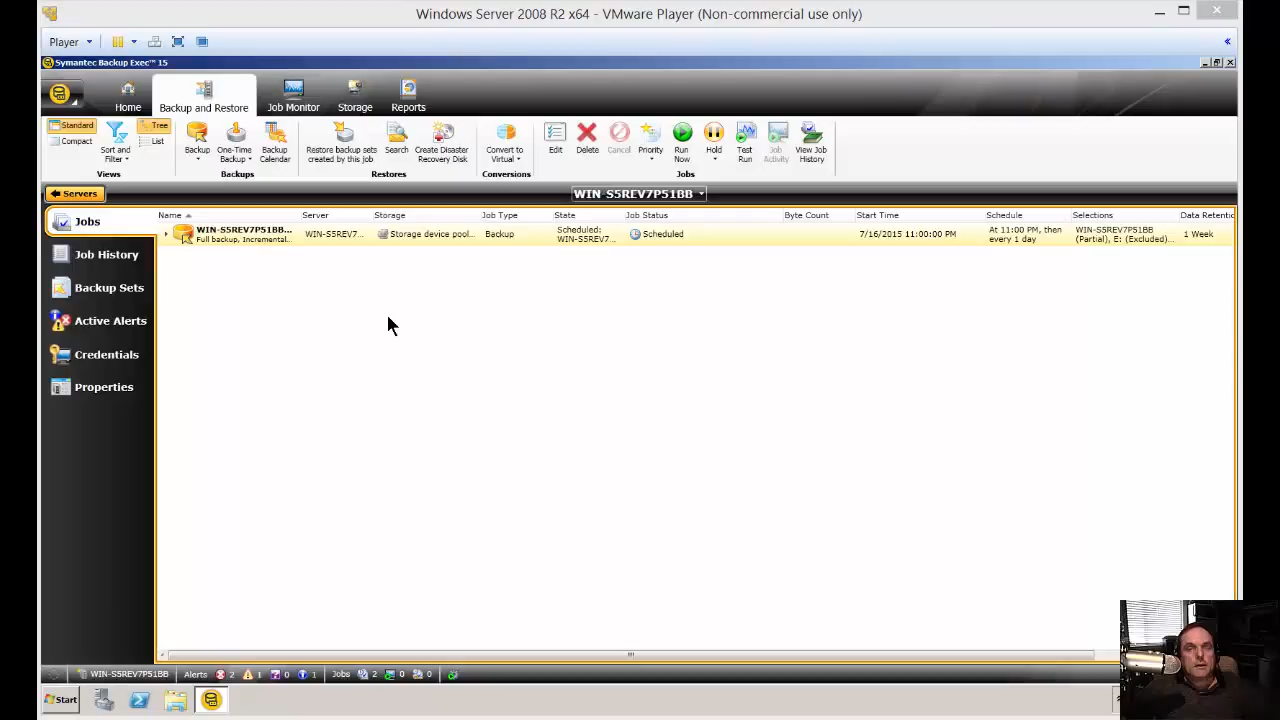 Windows Server 2008 R2 x64 - VMware Player (Non-commercial use only)
Player
Symantec Backup Exec™ 15
Home
Backup and Restore
Job Monitor
Storage
Reports
Standard
Compact
Sort and
Filter
Tree
List
Views
Backup
One-Time
Backup
Backup
Calendar
Backups
Restore backup sets
created by this job
Search
Create Disaster
Recovery Disk
Restores
Convert to
Virtual
Conversions
Edit
Delete
Cancel
Priority
Run
Now
Hold
Test
Run
Job
Activity
View Job
History
Jobs
Servers
WIN-S5REV7P51BB
Jobs
Job History
Backup Sets
Active Alerts
Credentials
Properties
Name Server Storage Job Type State Job Status Byte Count Start Time Schedule Selections Data Retentic
WIN-S5REV7P51BB...
Full backup, Incremental...
WIN-S5REV7...
Storage device pool...
Backup
Scheduled:
WIN-S5REV7...
Scheduled
7/16/2015 11:00:00 PM
At 11:00 PM, then
every 1 day
WIN-S5REV7P51BB
(Partial), E: (Excluded)...
1 Week
WIN-S5REV7P51BB Alerts 2 1 0 1 Jobs 2 0 0
Start